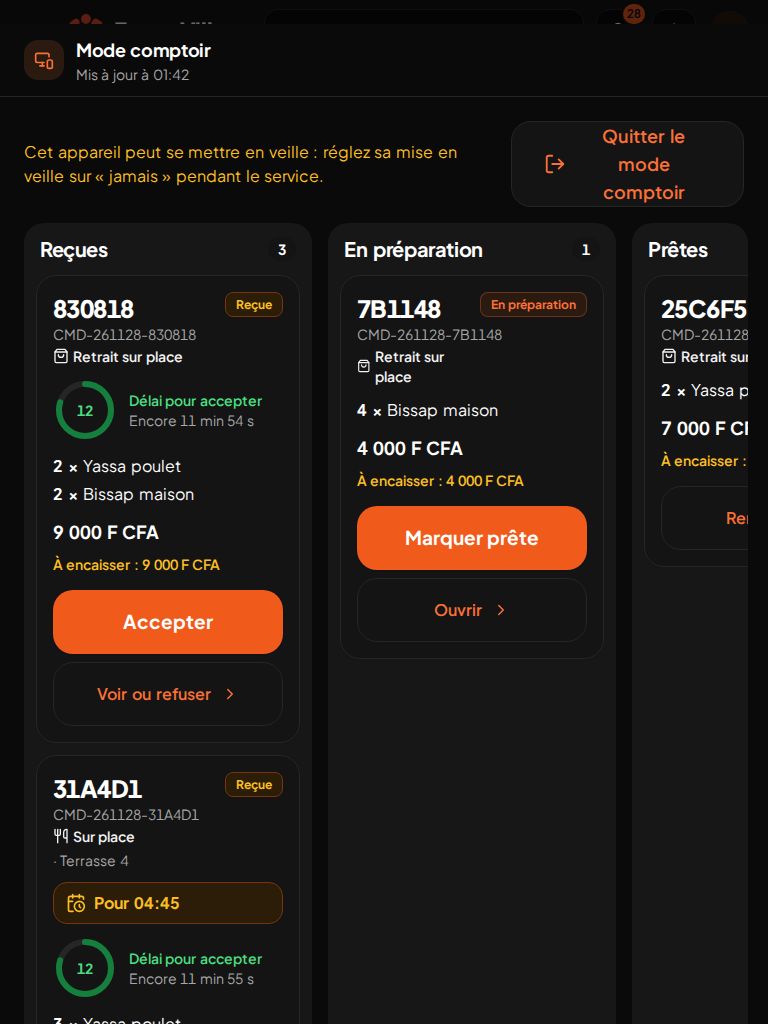 28
Mode comptoir
Mis à jour à 01:42
Cet appareil peut se mettre en veille : réglez sa mise en
veille sur « jamais » pendant le service.
Quitter le
mode
comptoir
Reçues
3
830818
Reçue
CMD-261128-830818
Retrait sur place
12
Délai pour accepter
Encore 11 min 54 s
2 × Yassa poulet
2 × Bissap maison
9 000 F CFA
À encaisser : 9 000 F CFA
Accepter
Voir ou refuser
31A4D1
Reçue
CMD-261128-31A4D1
Sur place
· Terrasse 4
Pour 04:45
12
Délai pour accepter
Encore 11 min 55 s
3 × Yassa poulet
En préparation
1
7B1148
En préparation
CMD-261128-7B1148
Retrait sur
place
4 × Bissap maison
4 000 F CFA
À encaisser : 4 000 F CFA
Marquer prête
Ouvrir
Prêtes
25C6F5
CMD-261128
Retrait sur
2 × Yassa p
7 000 F CF
À encaisser :
Rem